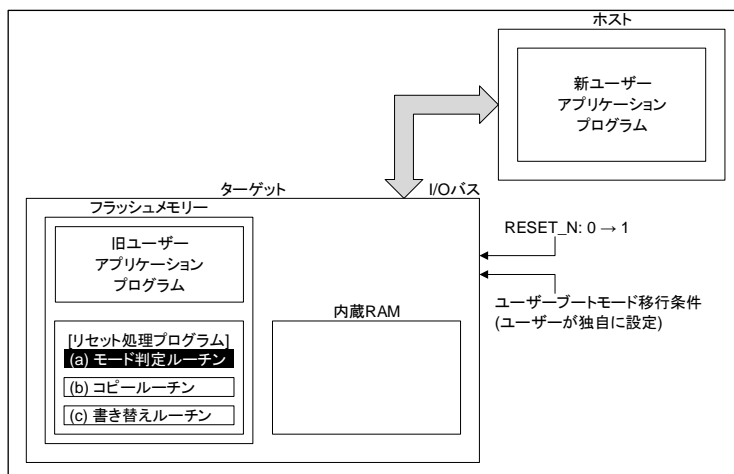 ホスト
新ユーザー
アプリケーション
プログラム
ターゲット
I/Oバス
フラッシュメモリー
旧ユーザー
アプリケーション
プログラム
RESET_N: 0 → 1
ユーザーブートモード移行条件
(ユーザーが独自に設定)
内蔵RAM
[リセット処理プログラム]
(a) モード判定ルーチン
(b) コピールーチン
(c) 書き替えルーチン